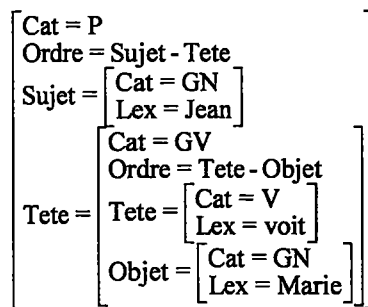 Cat = P
Ordre = Sujet - Tete
Sujet = [Cat = GN
Lex = Jean]
Tete = [Cat = GV
Ordre = Tete - Objet
Tete = [Cat = V
Lex = voit]
Objet = [Cat = GN
Lex = Marie]]